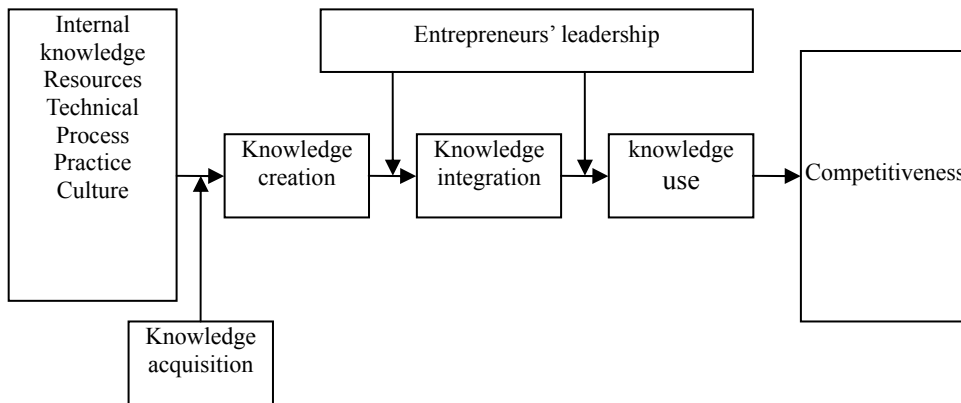 Internal
knowledge
Resources
Technical
Process
Practice
Culture
Entrepreneurs’ leadership
Knowledge
creation
Knowledge
integration
knowledge
use
Competitiveness
Knowledge
acquisition